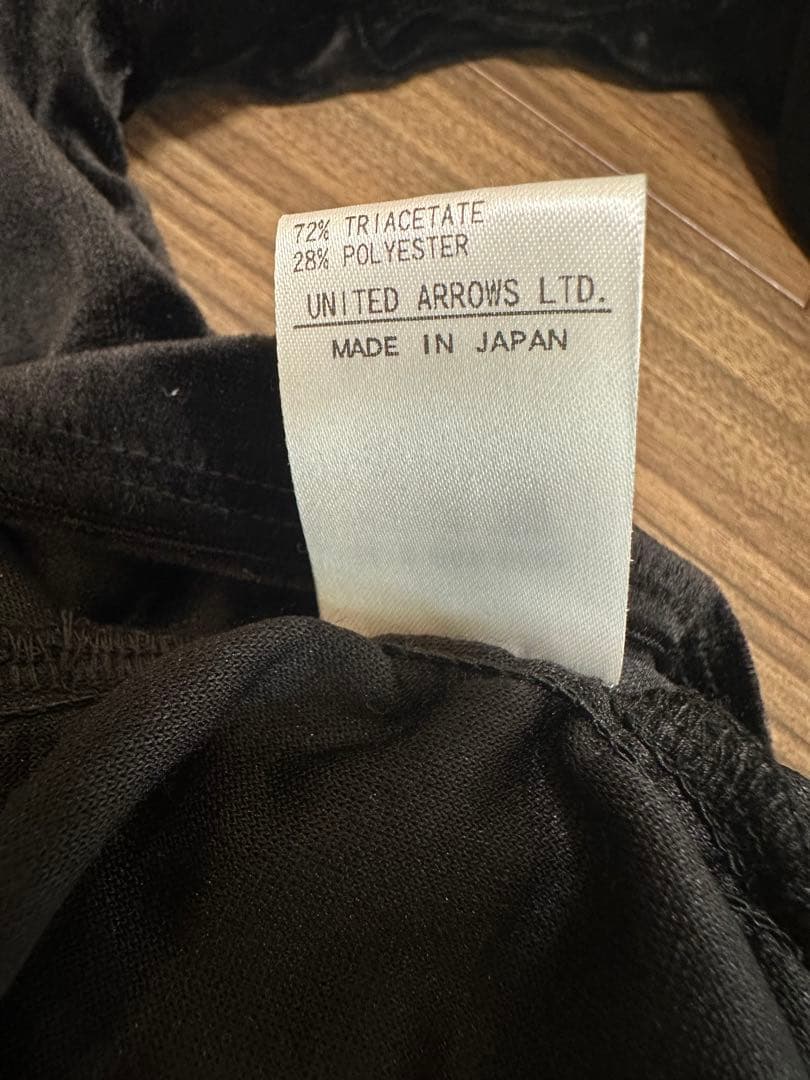 72% TRIACETATE
28% POLYESTER
UNITED ARROWS LTD.
MADE IN JAPAN